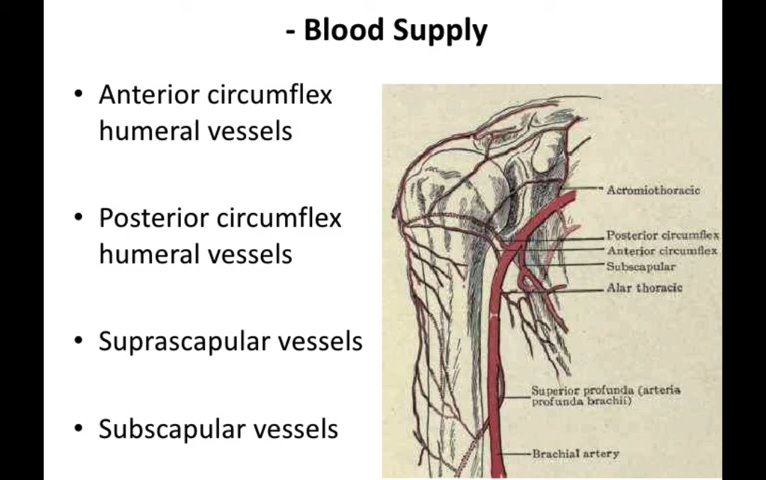 - Blood Supply
• Anterior circumflex
humeral vessels
• Posterior circumflex
humeral vessels
• Suprascapular vessels
• Subscapular vessels
Acromiothoracic
Posterior circumflex
Anterior circumflex
Subscapular
Alar thoracic
Superior profunda (arteria
profunda brachii)
Brachial artery